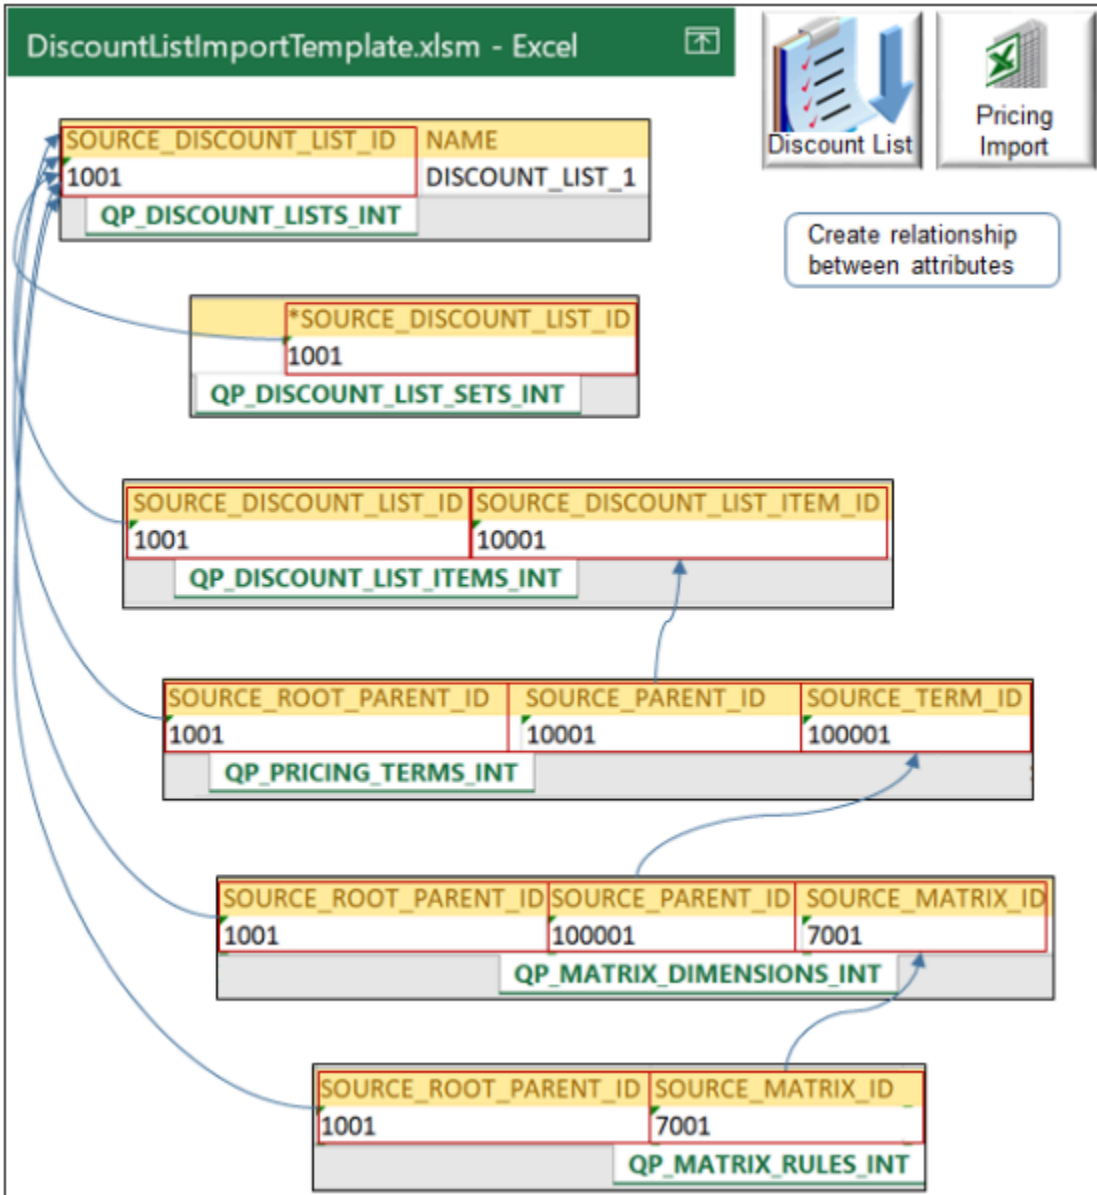 DiscountListImportTemplate.xlsm - Excel
Discount List
Pricing
Import
SOURCE_DISCOUNT_LIST_ID NAME
1001 DISCOUNT_LIST_1
QP_DISCOUNT_LISTS_INT
Create relationship
between attributes
*SOURCE_DISCOUNT_LIST_ID
1001
QP_DISCOUNT_LIST_SETS_INT
SOURCE_DISCOUNT_LIST_ID SOURCE_DISCOUNT_LIST_ITEM_ID
1001 10001
QP_DISCOUNT_LIST_ITEMS_INT
SOURCE_ROOT_PARENT_ID SOURCE_PARENT_ID SOURCE_TERM_ID
1001 10001 100001
QP_PRICING_TERMS_INT
SOURCE_ROOT_PARENT_ID SOURCE_PARENT_ID SOURCE_MATRIX_ID
1001 100001 7001
QP_MATRIX_DIMENSIONS_INT
SOURCE_ROOT_PARENT_ID SOURCE_MATRIX_ID
1001 7001
QP_MATRIX_RULES_INT